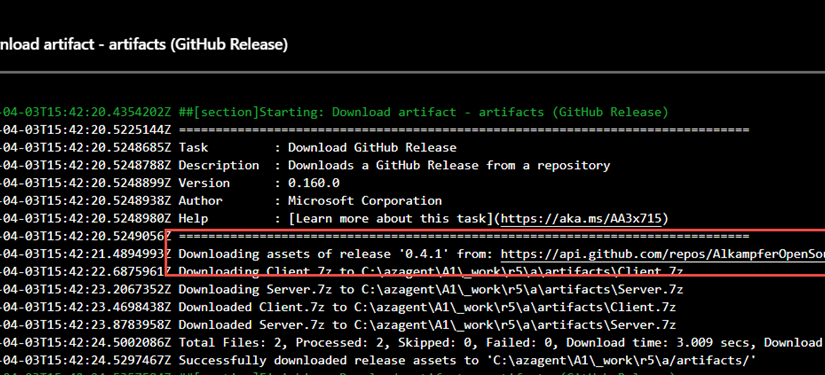 nload artifact - artifacts (GitHub Release)
-04-03T15:42:20.4354202Z ##[section]Starting: Download artifact - artifacts (GitHub Release)
-04-03T15:42:20.5225144Z ==============================================================================
-04-03T15:42:20.5248685Z Task         : Download GitHub Release
-04-03T15:42:20.5248788Z Description  : Downloads a GitHub Release from a repository
-04-03T15:42:20.5248899Z Version      : 0.160.0
-04-03T15:42:20.5248938Z Author       : Microsoft Corporation
-04-03T15:42:20.5248980Z Help         : [Learn more about this task](https://aka.ms/AA3x715)
-04-03T15:42:20.5249056Z ==============================================================================
-04-03T15:42:21.4894993Z Downloading assets of release '0.4.1' from: https://api.github.com/repos/AlkampferOpenSou
-04-03T15:42:22.6875961Z Downloading Client.7z to C:\azagent\A1\_work\r5\a\artifacts\Client.7z
-04-03T15:42:23.2067352Z Downloading Server.7z to C:\azagent\A1\_work\r5\a\artifacts\Server.7z
-04-03T15:42:23.4698438Z Downloaded Client.7z to C:\azagent\A1\_work\r5\a\artifacts\Client.7z
-04-03T15:42:23.8783958Z Downloaded Server.7z to C:\azagent\A1\_work\r5\a\artifacts\Server.7z
-04-03T15:42:24.5002086Z Total Files: 2, Processed: 2, Skipped: 0, Failed: 0, Download time: 3.009 secs, Download
-04-03T15:42:24.5297467Z Successfully downloaded release assets to 'C:\azagent\A1\_work\r5\a/artifacts/'